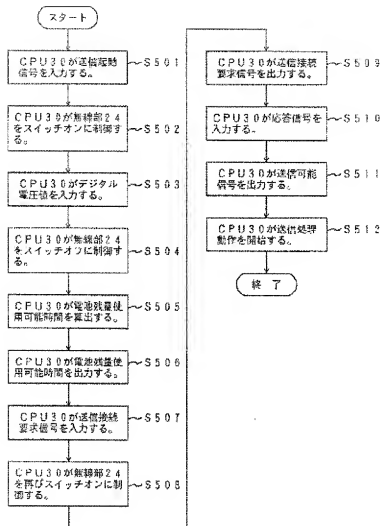 スタート
CPU30が送信起動
信号を入力する。
S501
CPU30が無線部24
をスイッチオンに制御す
る。
S502
CPU30がデジタル
電圧値を入力する。
S503
CPU30が無線部24
をスイッチオフに制御す
る。
S504
CPU30が電池残量使
用可能時間を算出する。
S505
CPU30が電池残量使
用可能時間を出力する。
S506
CPU30が送信接続
要求信号を入力する。
S507
CPU30が無線部24
を再びスイッチオンに制
御する。
S508
CPU30が送信接続
要求信号を出力する。
S509
CPU30が応答信号を
入力する。
S510
CPU30が送信可能
信号を出力する。
S511
CPU30が送信処理
動作を開始する。
S512
終了